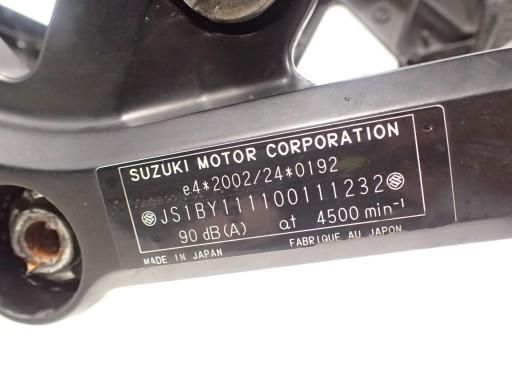 SUZUKI MOTOR CORPORATION
e4*2002/24*0192
JS1BY111100111232
90 dB(A) at 4500 min-1
MADE IN JAPAN FABRIQUE AU JAPON